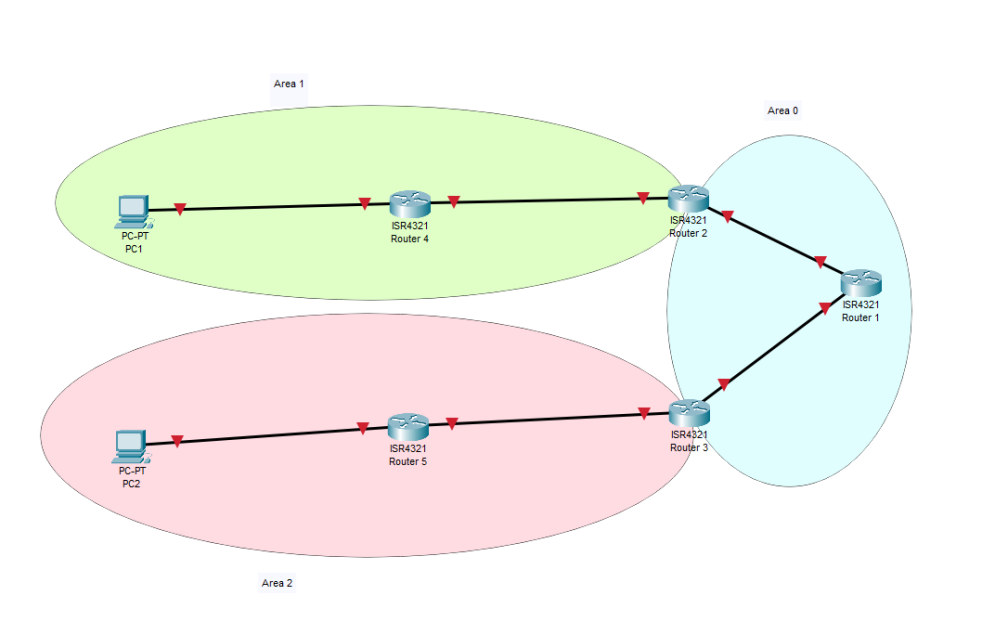 Area 1
Area 0
PC-PT
PC1
ISR4321
Router 4
ISR4321
Router 2
ISR4321
Router 1
PC-PT
PC2
ISR4321
Router 5
ISR4321
Router 3
Area 2